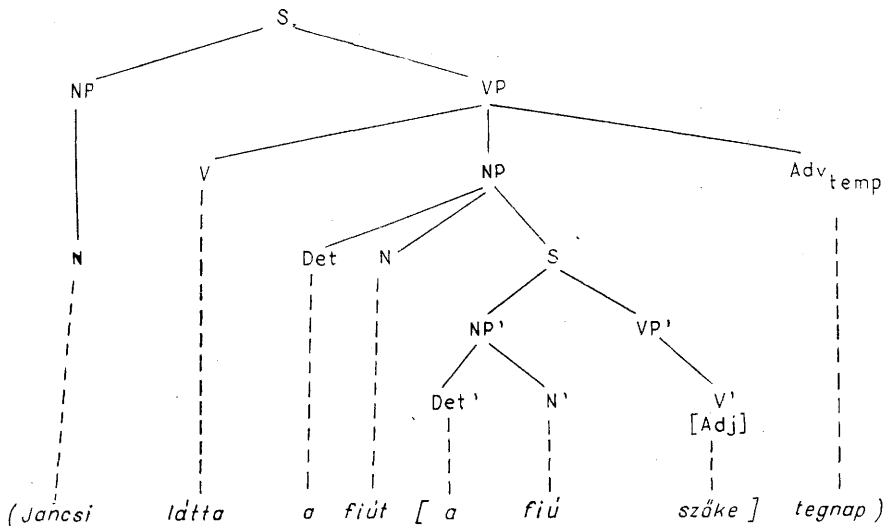 S.
NP VP
V NP Adv temp
N Det N S
NP' VP'
Det' N' V'
[Adj]
(Jancsi látta a fiút [ a fiú szőke ] tegnap)